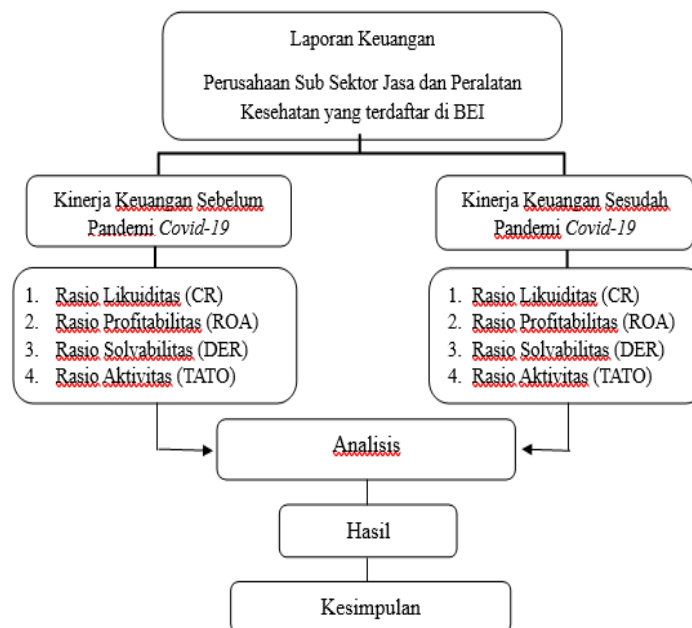 Laporan Keuangan
Perusahaan Sub Sektor Jasa dan Peralatan
Kesehatan yang terdaftar di BEI
Kinerja Keuangan Sebelum
Pandemi Covid-19
Kinerja Keuangan Sesudah
Pandemi Covid-19
1. Rasio Likuiditas (CR)
2. Rasio Profitabilitas (ROA)
3. Rasio Solvabilitas (DER)
4. Rasio Aktivitas (TATO)
1. Rasio Likuiditas (CR)
2. Rasio Profitabilitas (ROA)
3. Rasio Solvabilitas (DER)
4. Rasio Aktivitas (TATO)
Analisis
Hasil
Kesimpulan